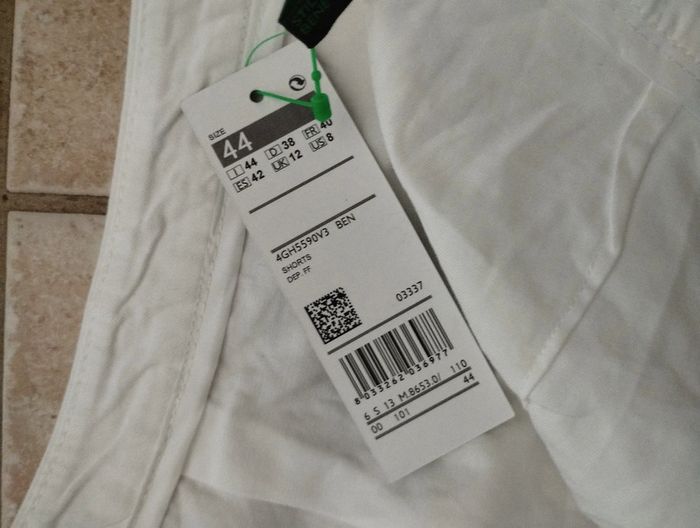 SIZE
44
I 44 D 38 FR 40
ES 42 UK 12 US 8
4GH5590V3 BEN
SHORTS
DEP. FF
03337
8 033262 036977
6 S 13 M.8653.0/ 110
00 101 44